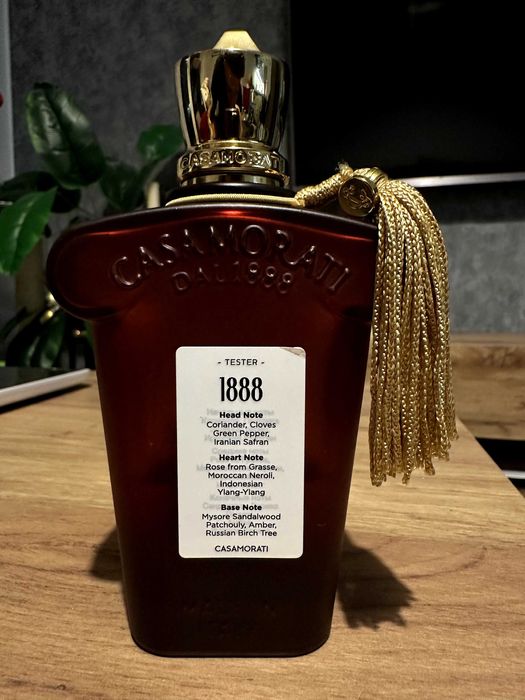 CASAMORATI
CASAMORATI
DAL 1888
- TESTER -
1888
Head Note
Coriander, Cloves
Green Pepper,
Iranian Safran
Heart Note
Rose from Grasse,
Moroccan Neroli,
Indonesian
Ylang-Ylang
Base Note
Mysore Sandalwood
Patchouly, Amber,
Russian Birch Tree
CASAMORATI